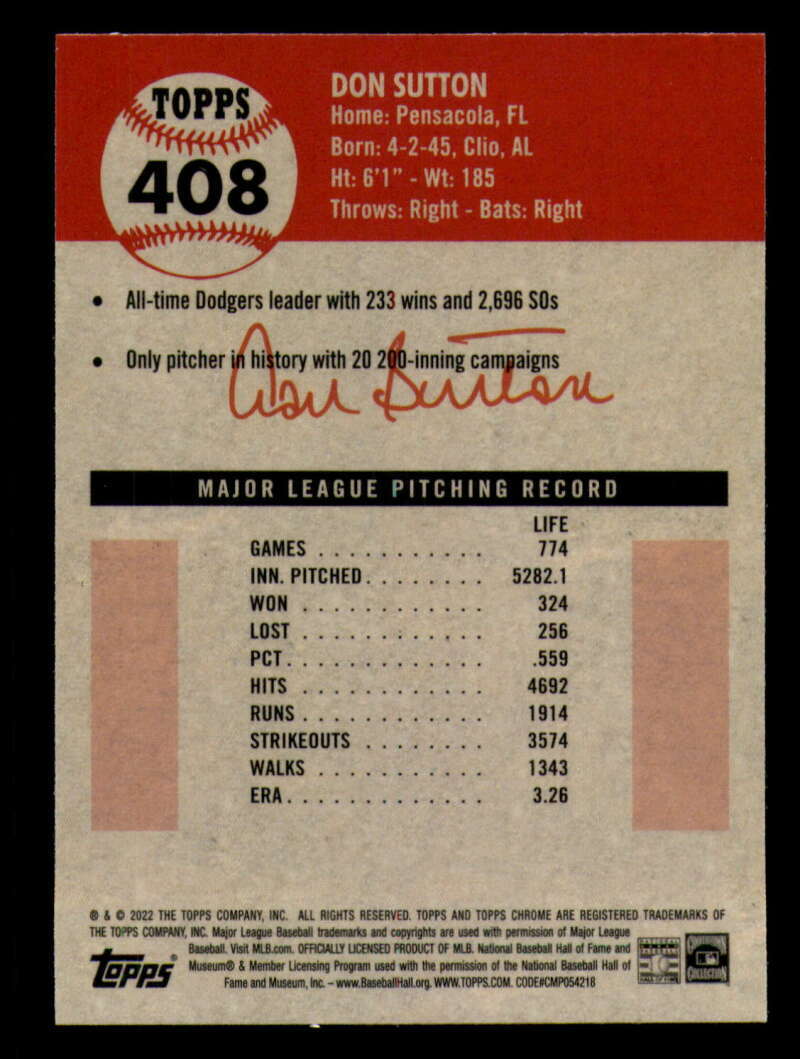 TOPPS
408
DON SUTTON
Home: Pensacola, FL
Born: 4-2-45, Clio, AL
Ht: 6'1" - Wt: 185
Throws: Right - Bats: Right
• All-time Dodgers leader with 233 wins and 2,696 SOs
• Only pitcher in history with 20 200-inning campaigns
Don Sutton
MAJOR LEAGUE PITCHING RECORD
LIFE
GAMES . . . . . . . . . . . 774
INN. PITCHED. . . . . . . . 5282.1
WON . . . . . . . . . . . . 324
LOST . . . . . . . . . . . . 256
PCT. . . . . . . . . . . . . .559
HITS . . . . . . . . . . . . 4692
RUNS . . . . . . . . . . . . 1914
STRIKEOUTS . . . . . . . . 3574
WALKS . . . . . . . . . . . 1343
ERA. . . . . . . . . . . . . 3.26
® & © 2022 THE TOPPS COMPANY, INC. ALL RIGHTS RESERVED. TOPPS AND TOPPS CHROME ARE REGISTERED TRADEMARKS OF
THE TOPPS COMPANY, INC. Major League Baseball trademarks and copyrights are used with permission of Major League
Baseball. Visit MLB.com. OFFICIALLY LICENSED PRODUCT OF MLB. National Baseball Hall of Fame and
Museum® & Member Licensing Program used with the permission of the National Baseball Hall of
Fame and Museum, Inc. – www.BaseballHall.org. WWW.TOPPS.COM. CODE#CMP054218
Topps®